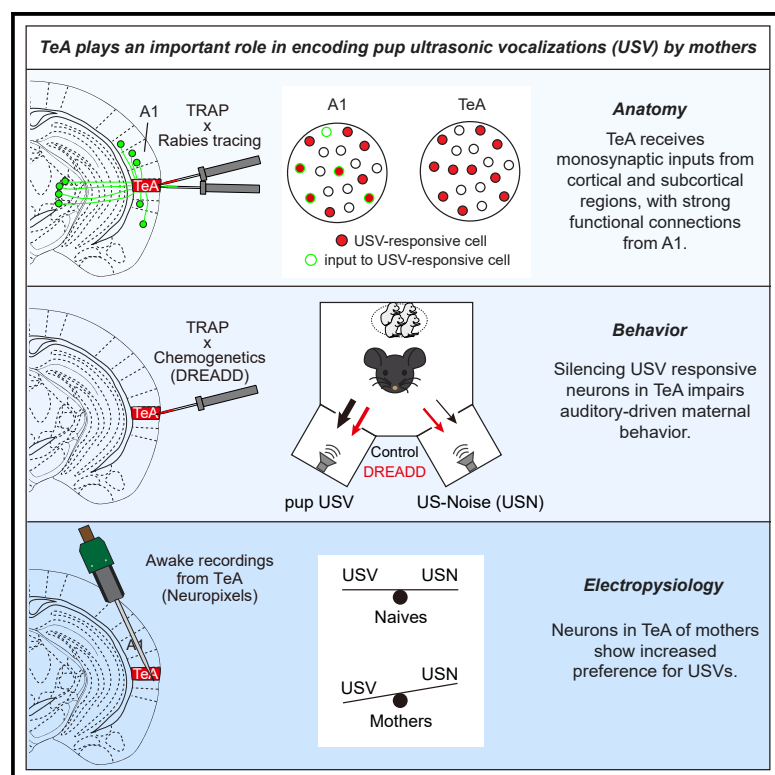 TeA plays an important role in encoding pup ultrasonic vocalizations (USV) by mothers
A1
TRAP
x
Rabies tracing
TeA
A1
TeA
USV-responsive cell
input to USV-responsive cell
Anatomy
TeA receives
monosynaptic inputs from
cortical and subcortical
regions, with strong
functional connections
from A1.
TRAP
x
Chemogenetics
(DREADD)
TeA
Control
DREADD
pup USV
US-Noise (USN)
Behavior
Silencing USV responsive
neurons in TeA impairs
auditory-driven maternal
behavior.
Awake recordings
from TeA
(Neuropixels)
A1
TeA
USV
USN
Naives
USV
USN
Mothers
Electropysiology
Neurons in TeA of mothers
show increased
preference for USVs.